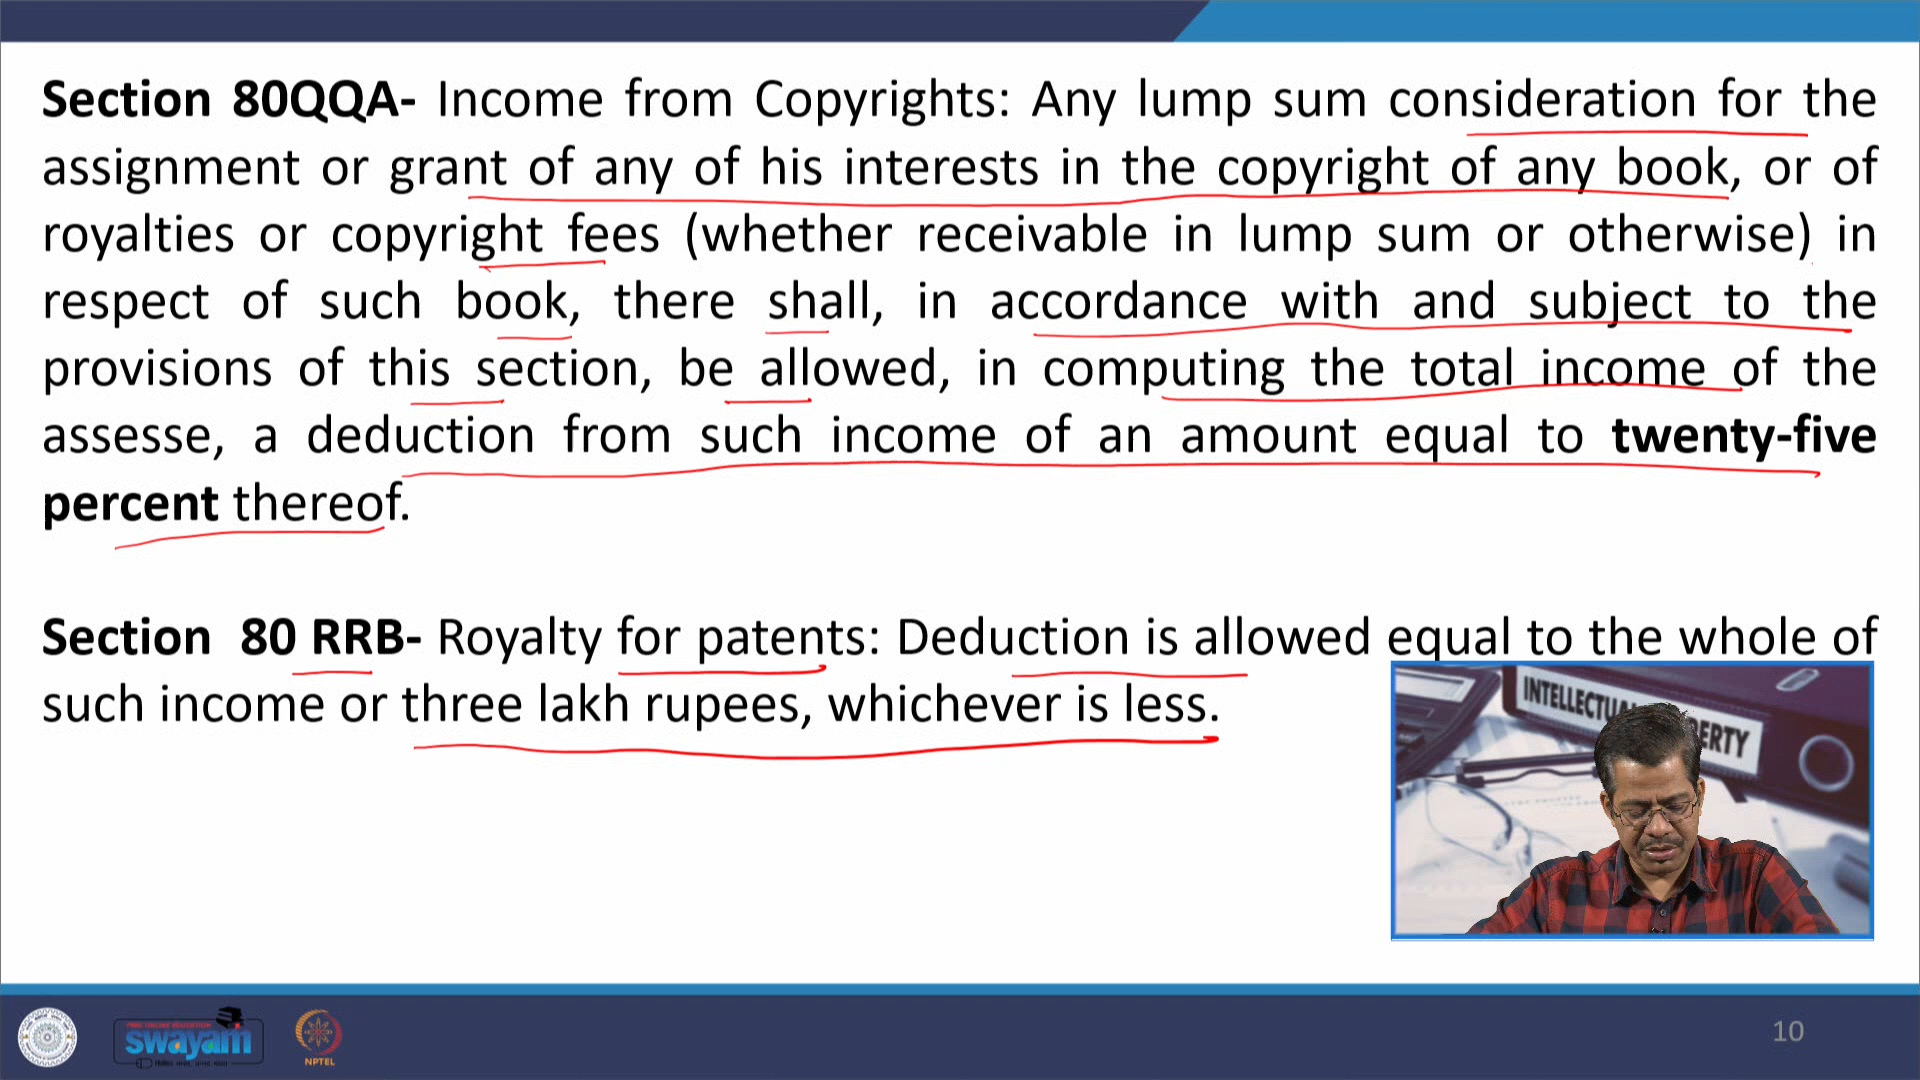 Section 80QQA- Income from Copyrights: Any lump sum consideration for the
assignment or grant of any of his interests in the copyright of any book, or of
royalties or copyright fees (whether receivable in lump sum or otherwise) in
respect of such book, there shall, in accordance with and subject to the
provisions of this section, be allowed, in computing the total income of the
assesse, a deduction from such income of an amount equal to twenty-five
percent thereof.
Section 80 RRB- Royalty for patents: Deduction is allowed equal to the whole of
such income or three lakh rupees, whichever is less.
INTELLECTU ERTY
swayam
NPTEL
10